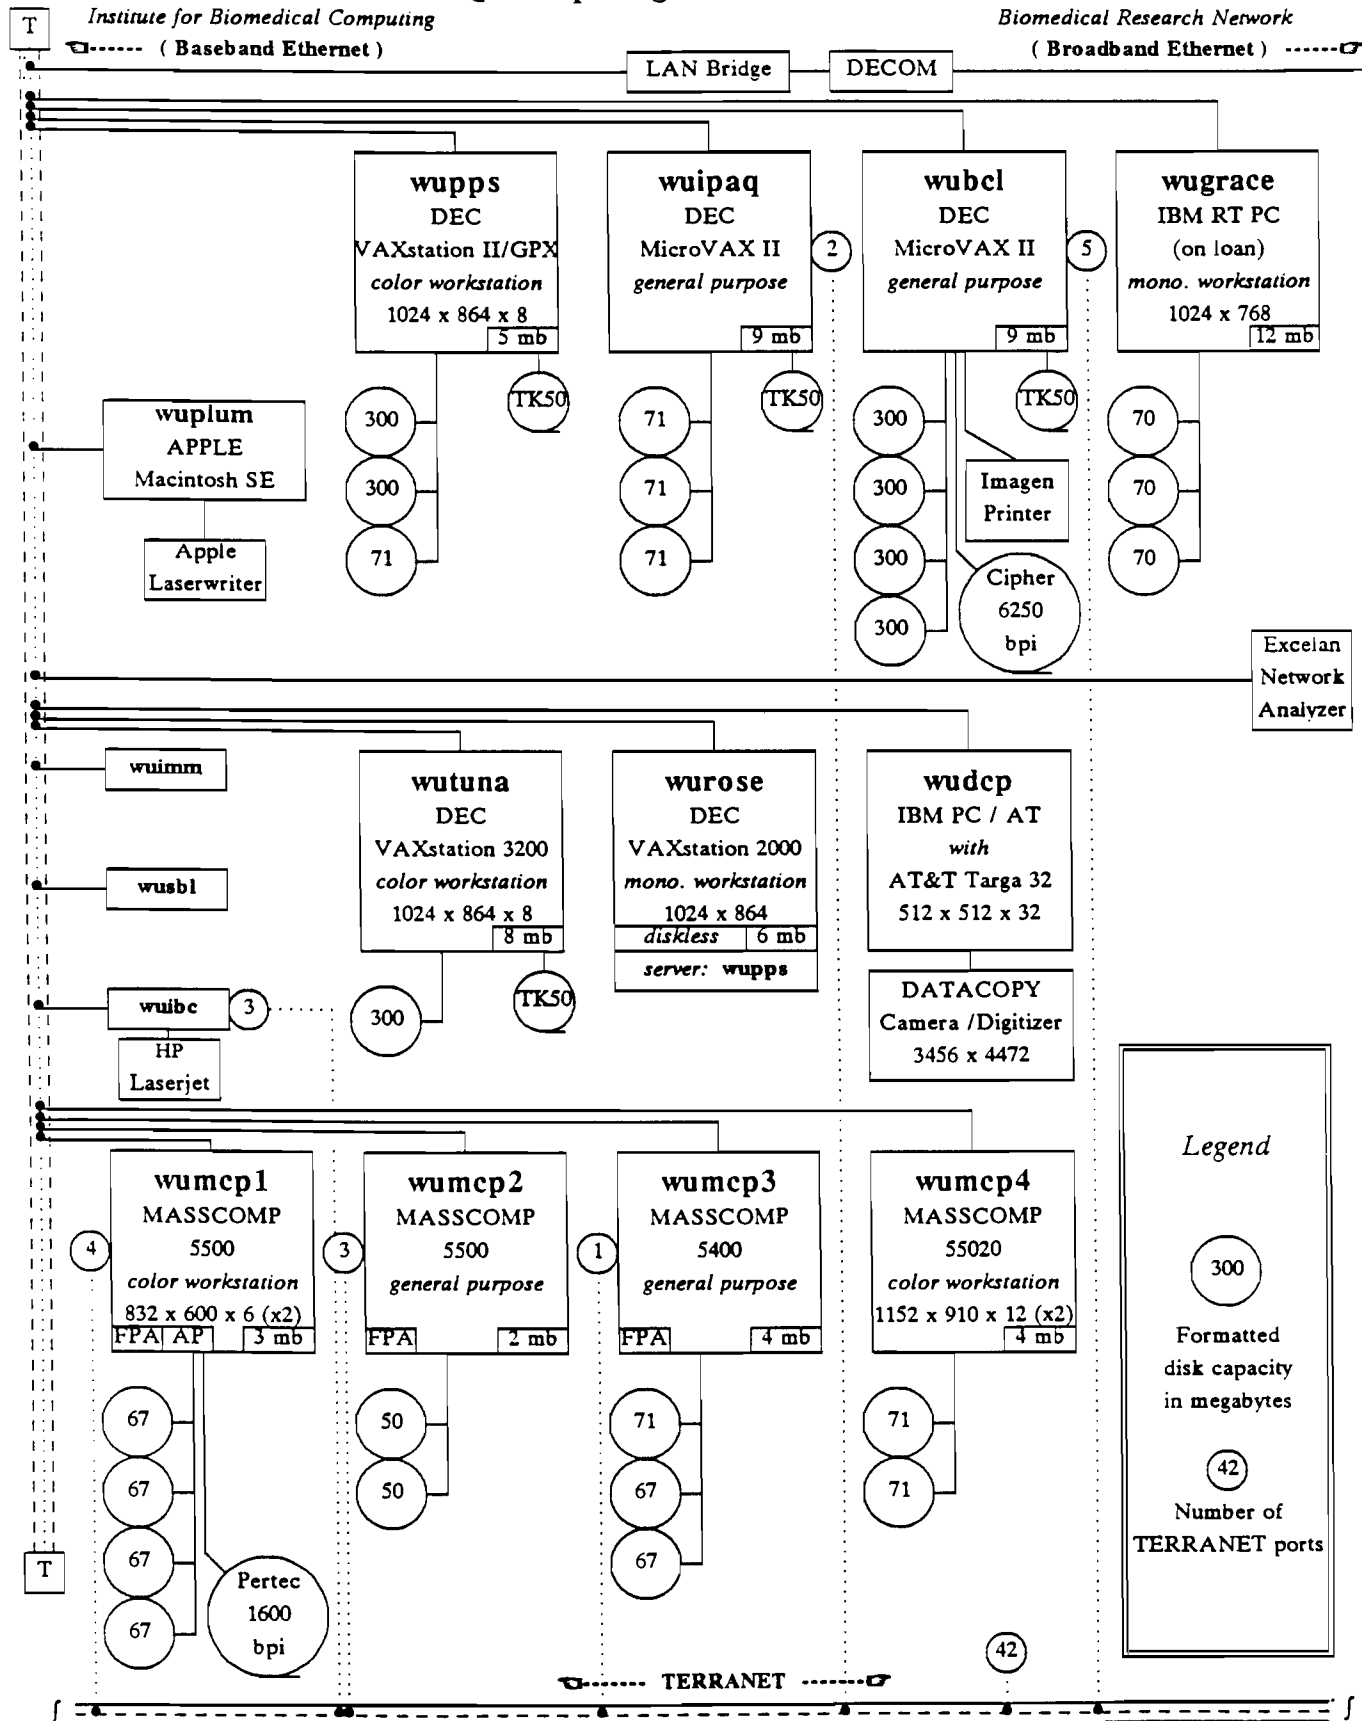 T
Institute for Biomedical Computing
( Baseband Ethernet )
Biomedical Research Network
( Broadband Ethernet )
LAN Bridge
DECOM
wupps
DEC
VAXstation II/GPX
color workstation
1024 x 864 x 8
5 mb
TK50
300
300
71
wuipaq
DEC
MicroVAX II
general purpose
9 mb
2
TK50
71
71
71
wubcl
DEC
MicroVAX II
general purpose
9 mb
5
TK50
300
300
300
300
Imagen
Printer
Cipher
6250
bpi
wugrace
IBM RT PC
(on loan)
mono. workstation
1024 x 768
12 mb
70
70
70
wuplum
APPLE
Macintosh SE
Apple
Laserwriter
Excelan
Network
Analyzer
wuimm
wusbl
wuibc
3
HP
Laserjet
wutuna
DEC
VAXstation 3200
color workstation
1024 x 864 x 8
8 mb
300
TK50
wurose
DEC
VAXstation 2000
mono. workstation
1024 x 864
diskless
6 mb
server: wupps
wudcp
IBM PC / AT
with
AT&T Targa 32
512 x 512 x 32
DATACOPY
Camera /Digitizer
3456 x 4472
wumcp1
MASSCOMP
5500
color workstation
832 x 600 x 6 (x2)
FPA
AP
3 mb
4
67
67
67
67
Pertec
1600
bpi
wumcp2
MASSCOMP
5500
general purpose
FPA
2 mb
3
50
50
wumcp3
MASSCOMP
5400
general purpose
FPA
4 mb
1
71
67
67
wumcp4
MASSCOMP
55020
color workstation
1152 x 910 x 12 (x2)
4 mb
71
71
Legend
300
Formatted
disk capacity
in megabytes
42
Number of
TERRANET ports
T
42
TERRANET